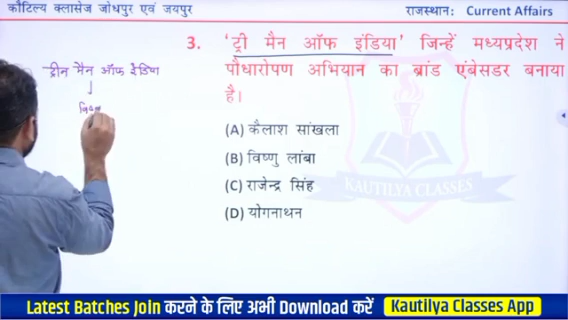 कौटिल्य क्लासेज जोधपुर एवं जयपुर
राजस्थान: Current Affairs
3. ‘ट्री मैन ऑफ इंडिया’ जिन्हें मध्यप्रदेश ने
पौधारोपण अभियान का ब्रांड एंबेसडर बनाया
है।
(A) कैलाश सांखला
(B) विष्णु लांबा
(C) राजेन्द्र सिंह
(D) योगनाथन
ट्रीन मैन ऑफ इंडिया
KAUTILYA CLASSES
Latest Batches Join करने के लिए अभी Download करें
Kautilya Classes App